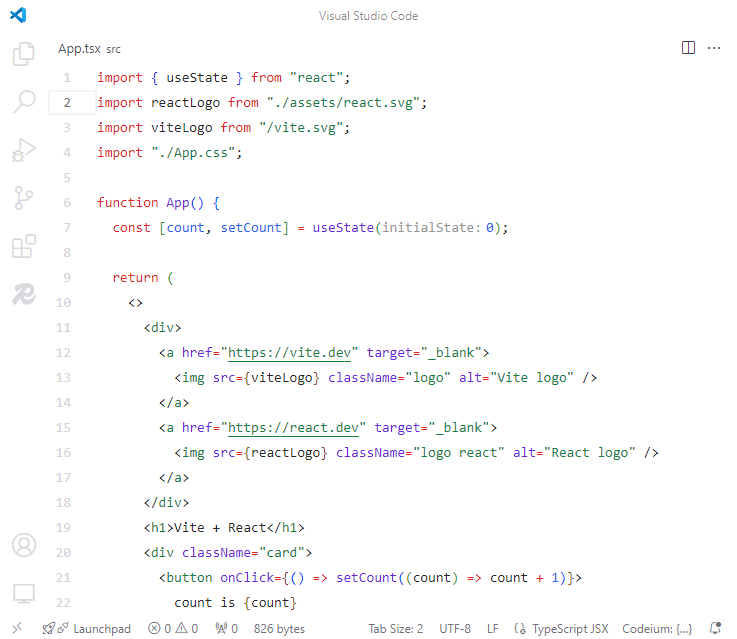 Visual Studio Code
App.tsx src
1 import { useState } from "react";
2 import reactLogo from "./assets/react.svg";
3 import viteLogo from "/vite.svg";
4 import "./App.css";
5
6 function App() {
7 const [count, setCount] = useState(initialState: 0);
8
9 return (
10 <>
11 <div>
12 <a href="https://vite.dev" target="_blank">
13 <img src={viteLogo} className="logo" alt="Vite logo" />
14 </a>
15 <a href="https://react.dev" target="_blank">
16 <img src={reactLogo} className="logo react" alt="React logo" />
17 </a>
18 </div>
19 <h1>Vite + React</h1>
20 <div className="card">
21 <button onClick={() => setCount((count) => count + 1)}>
22 count is {count}
Launchpad 0 0 0 826 bytes Tab Size: 2 UTF-8 LF TypeScript JSX Codeium: {...}